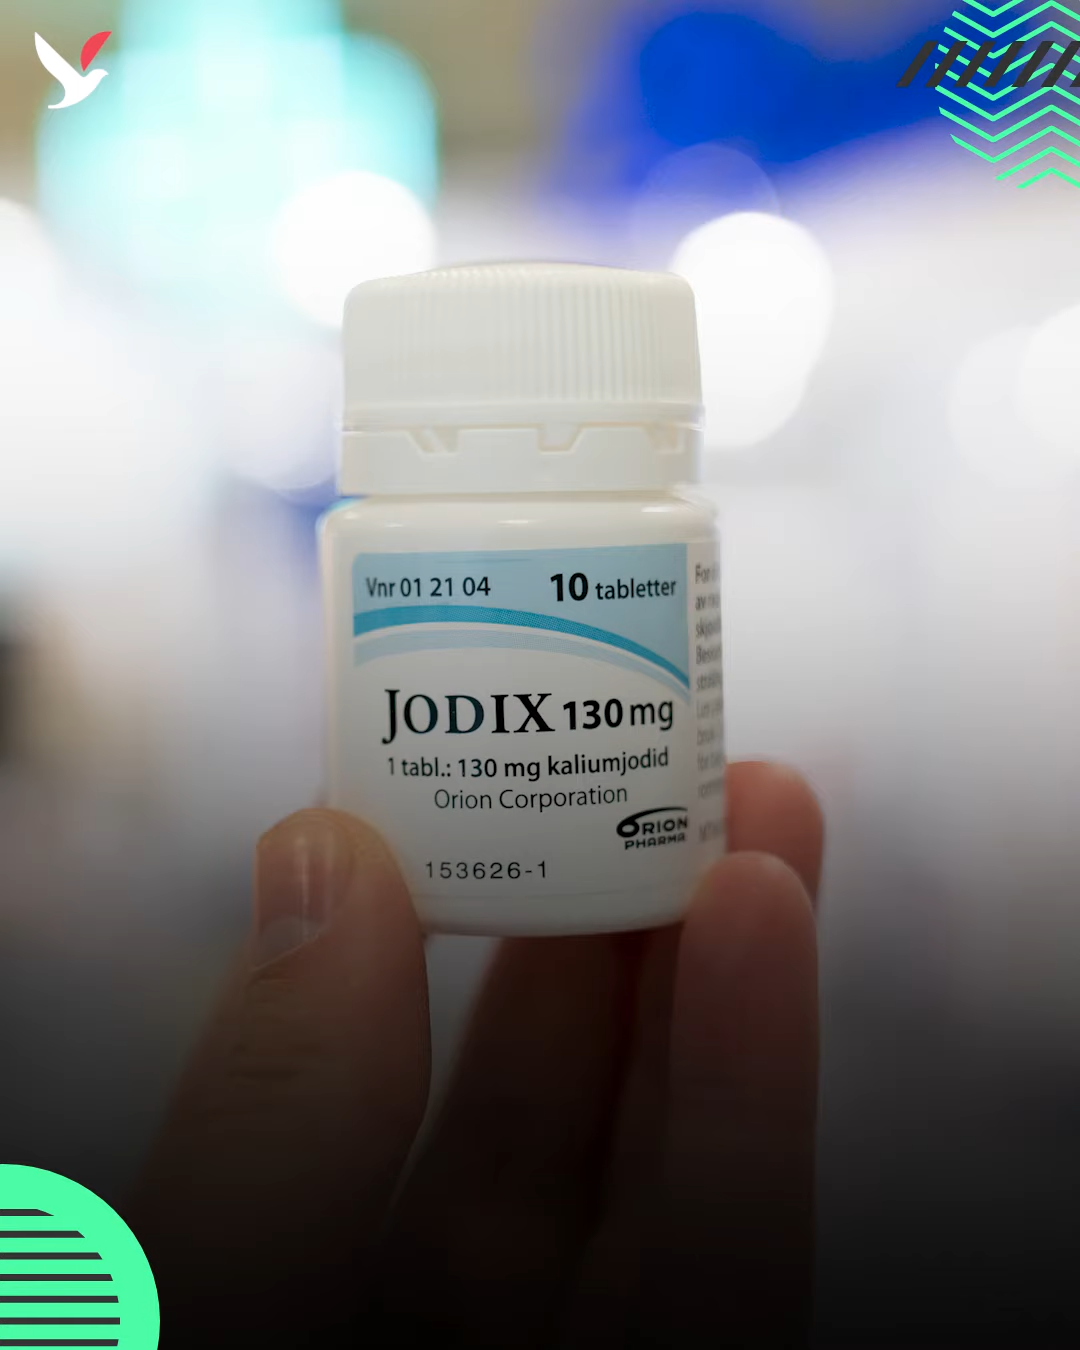 Vnr 01 21 04 10 tabletter
JODIX 130 mg
1 tabl.: 130 mg kaliumjodid
Orion Corporation
ORION
PHARMA
153626-1